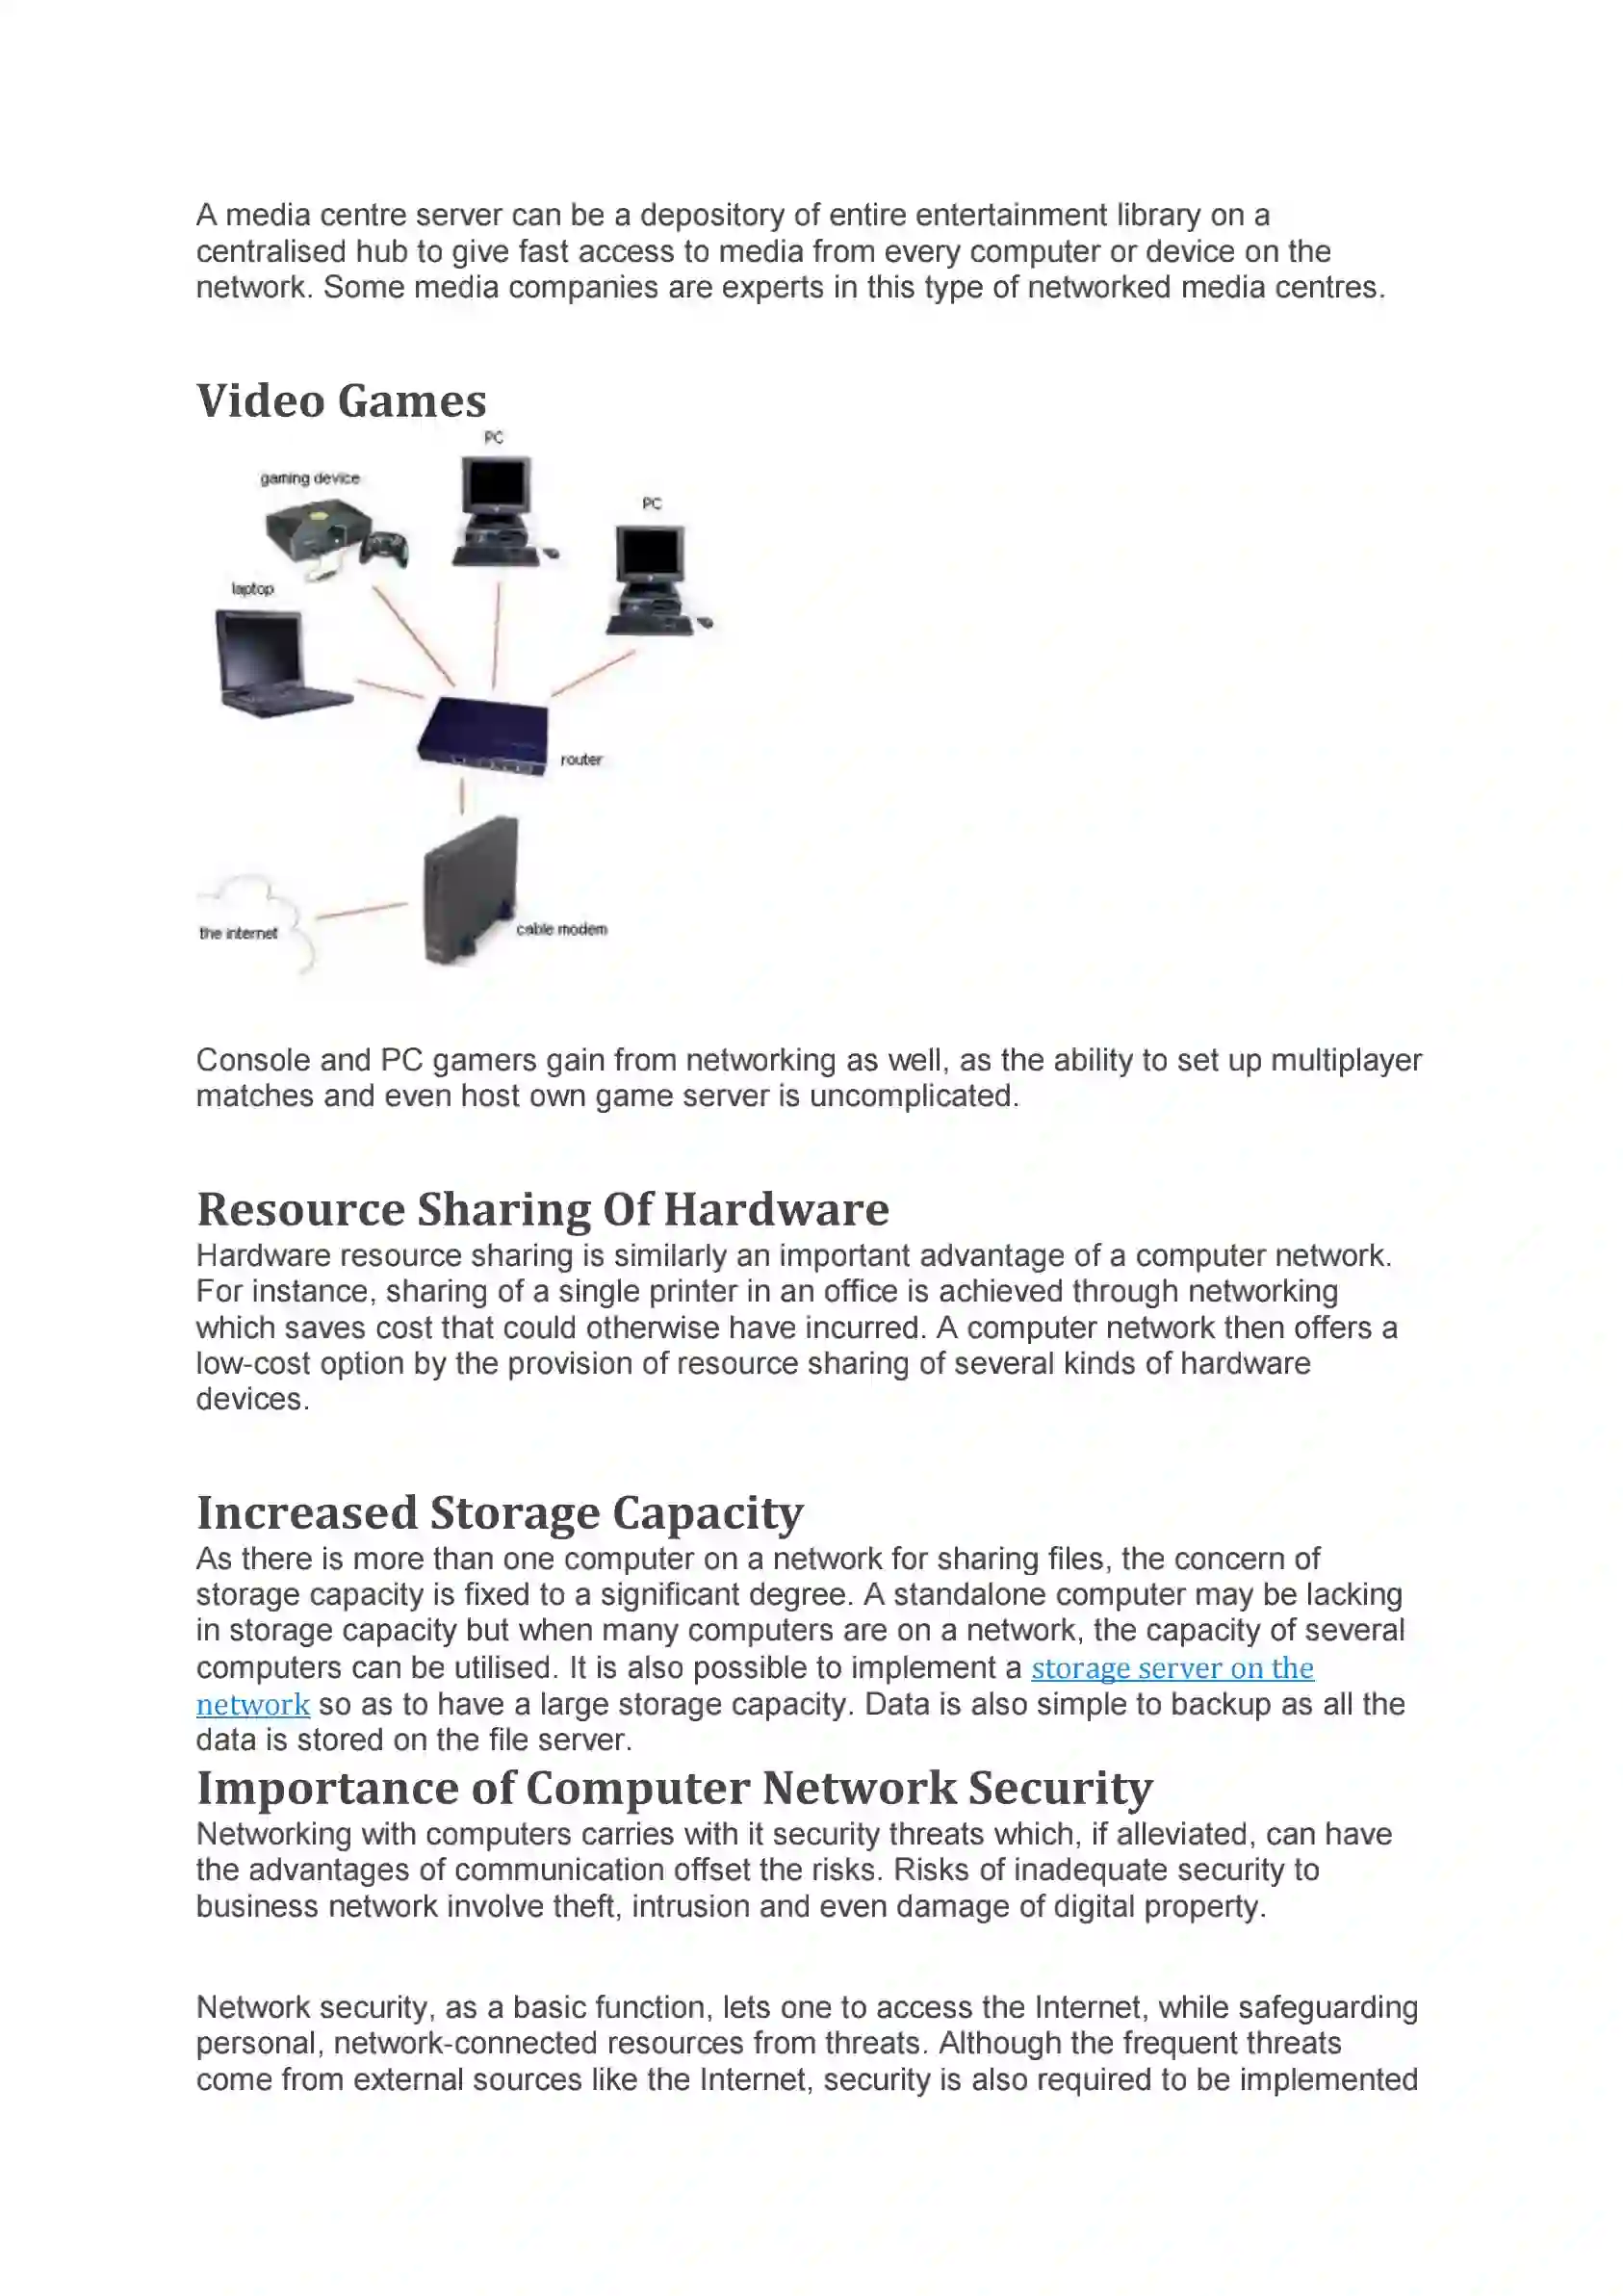 A media centre server can be a depository of entire entertainment library on a
centralised hub to give fast access to media from every computer or device on the
network. Some media companies are experts in this type of networked media centres.
Video Games
PC
gaming device
PC
laptop
router
the internet
cable modem
Console and PC gamers gain from networking as well, as the ability to set up multiplayer
matches and even host own game server is uncomplicated.
Resource Sharing Of Hardware
Hardware resource sharing is similarly an important advantage of a computer network.
For instance, sharing of a single printer in an office is achieved through networking
which saves cost that could otherwise have incurred. A computer network then offers a
low-cost option by the provision of resource sharing of several kinds of hardware
devices.
Increased Storage Capacity
As there is more than one computer on a network for sharing files, the concern of
storage capacity is fixed to a significant degree. A standalone computer may be lacking
in storage capacity but when many computers are on a network, the capacity of several
computers can be utilised. It is also possible to implement a storage server on the
network so as to have a large storage capacity. Data is also simple to backup as all the
data is stored on the file server.
Importance of Computer Network Security
Networking with computers carries with it security threats which, if alleviated, can have
the advantages of communication offset the risks. Risks of inadequate security to
business network involve theft, intrusion and even damage of digital property.
Network security, as a basic function, lets one to access the Internet, while safeguarding
personal, network-connected resources from threats. Although the frequent threats
come from external sources like the Internet, security is also required to be implemented